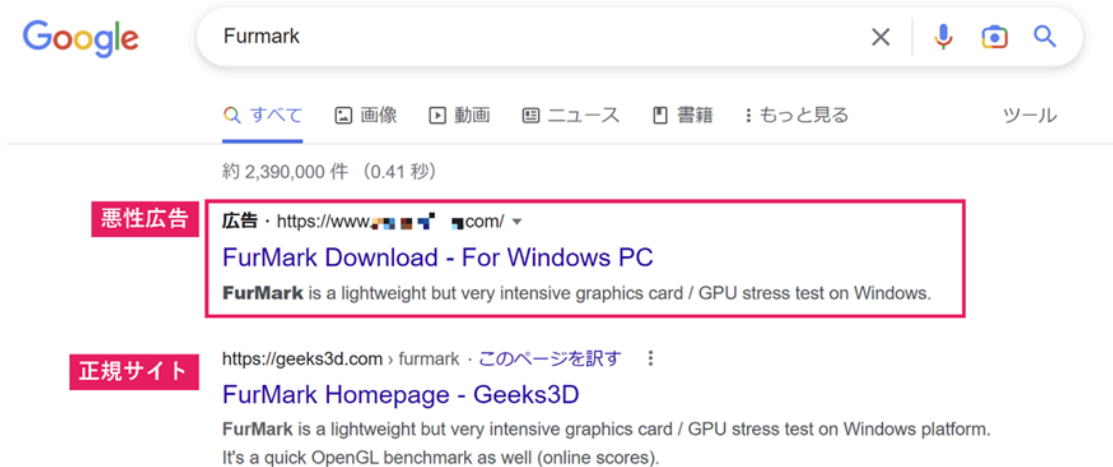 Google
Furmark
すべて 画像 動画 ニュース 書籍 もっと見る ツール
約 2,390,000 件 （0.41 秒）
悪性広告
広告 · https://www.com/
FurMark Download - For Windows PC
FurMark is a lightweight but very intensive graphics card / GPU stress test on Windows.
正規サイト
https://geeks3d.com › furmark · このページを訳す
FurMark Homepage - Geeks3D
FurMark is a lightweight but very intensive graphics card / GPU stress test on Windows platform.
It's a quick OpenGL benchmark as well (online scores).